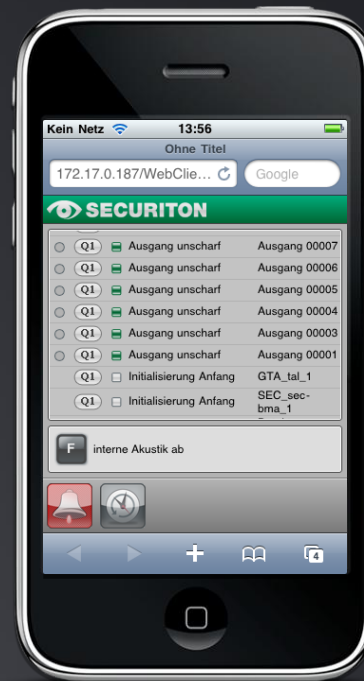 Kein Netz 13:56
Ohne Titel
172.17.0.187/WebClie... Google
SECURITON
Q1 Ausgang unscharf Ausgang 00007
Q1 Ausgang unscharf Ausgang 00006
Q1 Ausgang unscharf Ausgang 00005
Q1 Ausgang unscharf Ausgang 00004
Q1 Ausgang unscharf Ausgang 00003
Q1 Ausgang unscharf Ausgang 00001
Q1 Initialisierung Anfang GTA_tal_1
Q1 Initialisierung Anfang SEC_sec-
bma_1
F interne Akustik ab
4